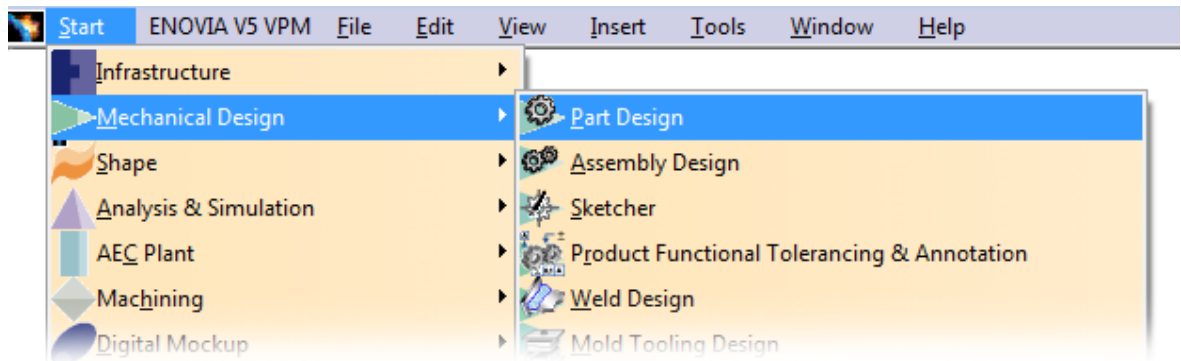 Start ENOVIA V5 VPM File Edit View Insert Tools Window Help
Infrastructure
Mechanical Design
Shape
Analysis & Simulation
AEC Plant
Machining
Digital Mockup
Part Design
Assembly Design
Sketcher
Product Functional Tolerancing & Annotation
Weld Design
Mold Tooling Design